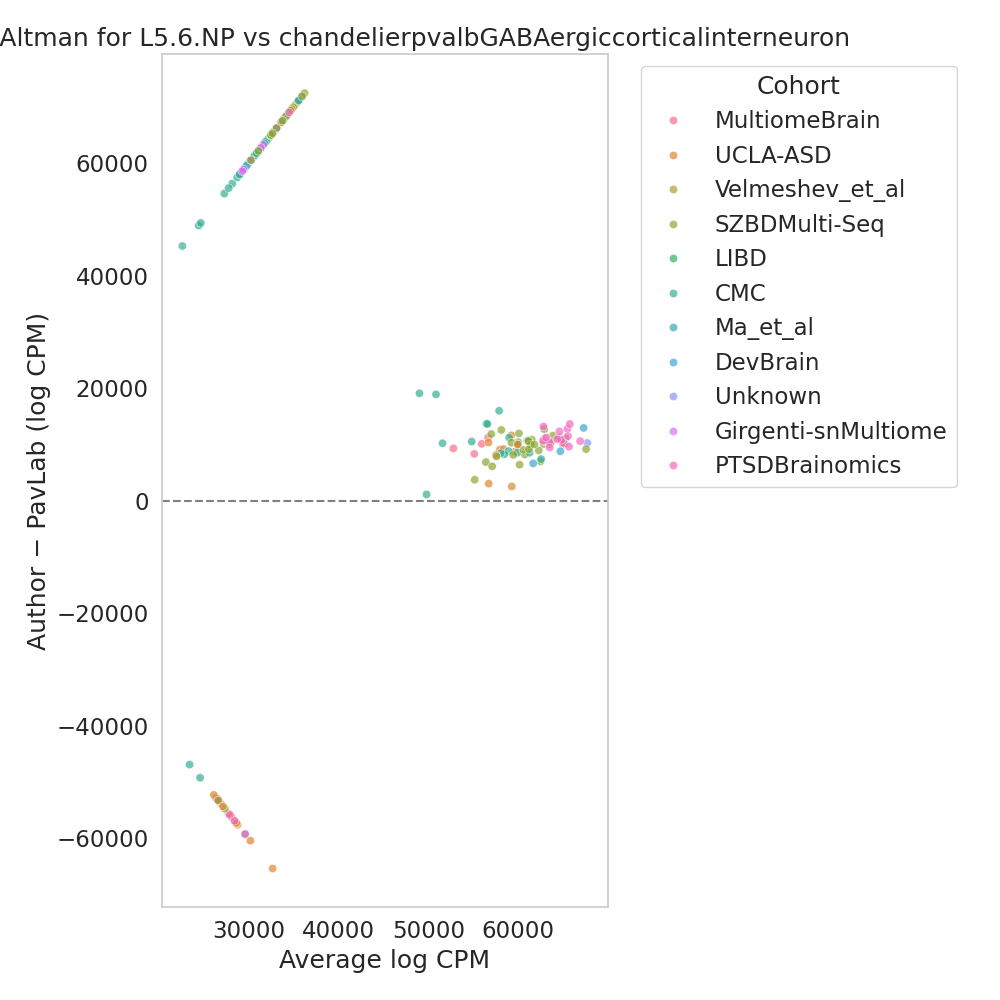 Altman for L5.6.NP vs chandelierpvalbGABAergiccorticalinterneuron
Author − PavLab (log CPM)
60000
40000
20000
0
−20000
−40000
−60000
30000 40000 50000 60000
Average log CPM
Cohort
MultiomeBrain
UCLA-ASD
Velmeshev_et_al
SZBDMulti-Seq
LIBD
CMC
Ma_et_al
DevBrain
Unknown
Girgenti-snMultiome
PTSDBrainomics